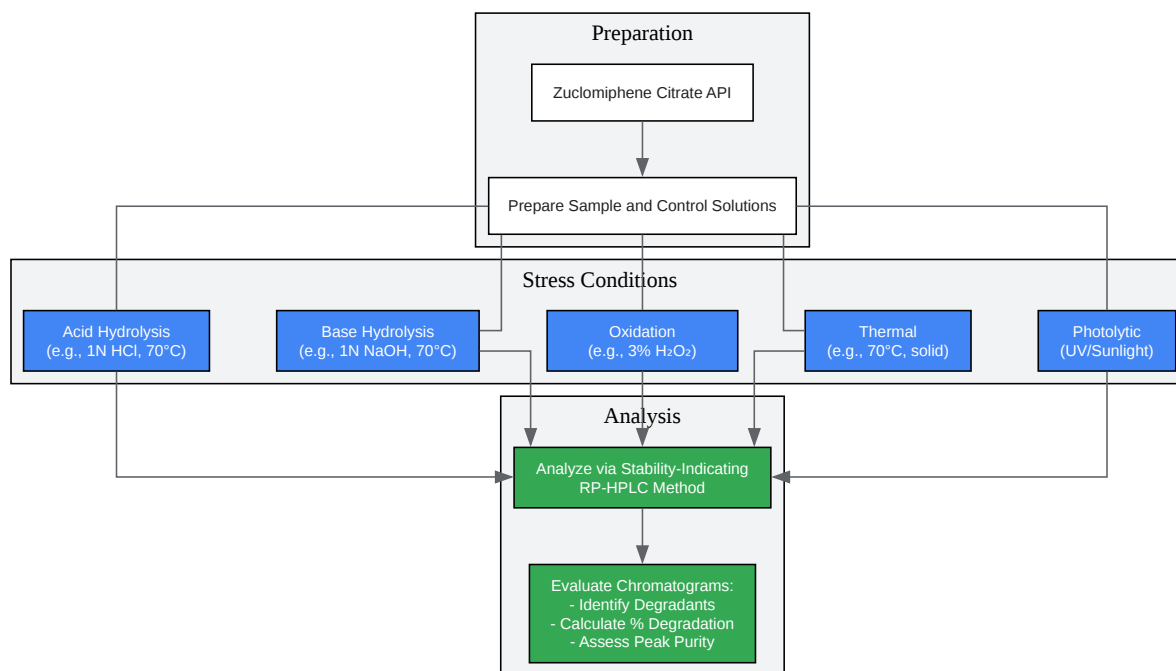 Preparation
Zuclomiphene Citrate API
Prepare Sample and Control Solutions
Stress Conditions
Acid Hydrolysis
(e.g., 1N HCl, 70°C)
Base Hydrolysis
(e.g., 1N NaOH, 70°C)
Oxidation
(e.g., 3% H₂O₂)
Thermal
(e.g., 70°C, solid)
Photolytic
(UV/Sunlight)
Analysis
Analyze via Stability-Indicating
RP-HPLC Method
Evaluate Chromatograms:
- Identify Degradants
- Calculate % Degradation
- Assess Peak Purity